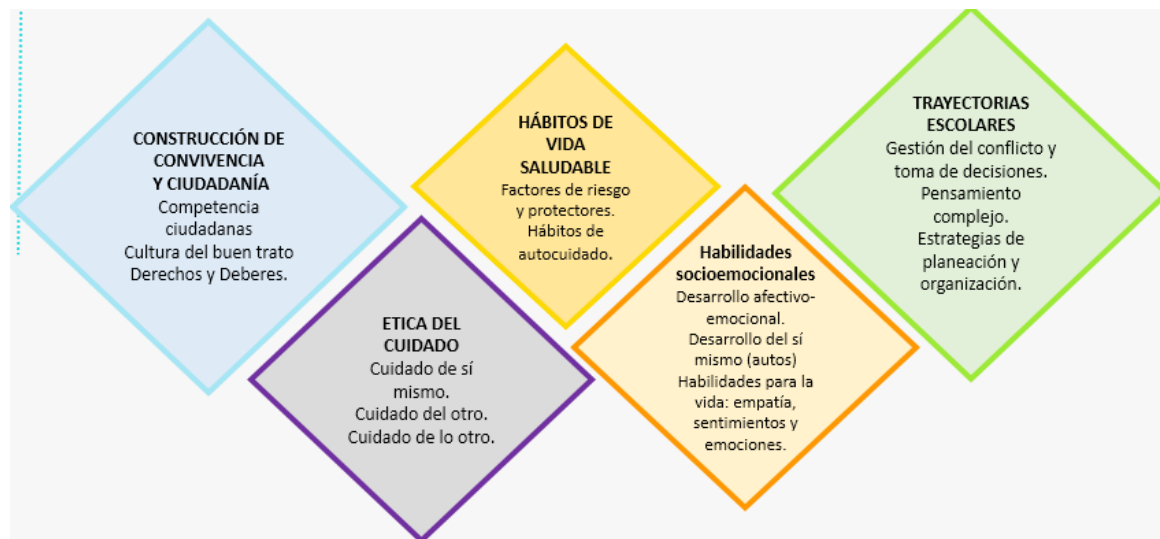 CONSTRUCCIÓN DE
CONVIVENCIA
Y CIUDADANÍA
Competencia
ciudadanas
Cultura del buen trato
Derechos y Deberes.
ETICA DEL
CUIDADO
Cuidado de sí
mismo.
Cuidado del otro.
Cuidado de lo otro.
HÁBITOS DE
VIDA
SALUDABLE
Factores de riesgo
y protectores.
Hábitos de
autocuidado.
Habilidades
socioemocionales
Desarrollo afectivo-
emocional.
Desarrollo del sí
mismo (autos)
Habilidades para la
vida: empatía,
sentimientos y
emociones.
TRAYECTORIAS
ESCOLARES
Gestión del conflicto y
toma de decisiones.
Pensamiento
complejo.
Estrategias de
planeación y
organización.